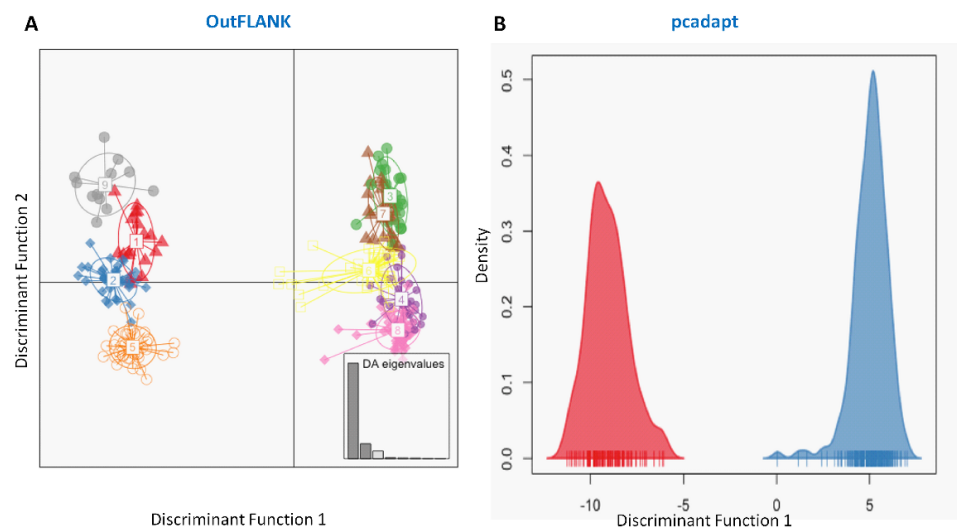 A
OutFLANK
B
pcadapt
Discriminant Function 2
9
1
2
5
3
7
4
8
DA eigenvalues
Discriminant Function 1
Density
0.5
0.4
0.3
0.2
0.1
0.0
-10
-5
0
5
Discriminant Function 1